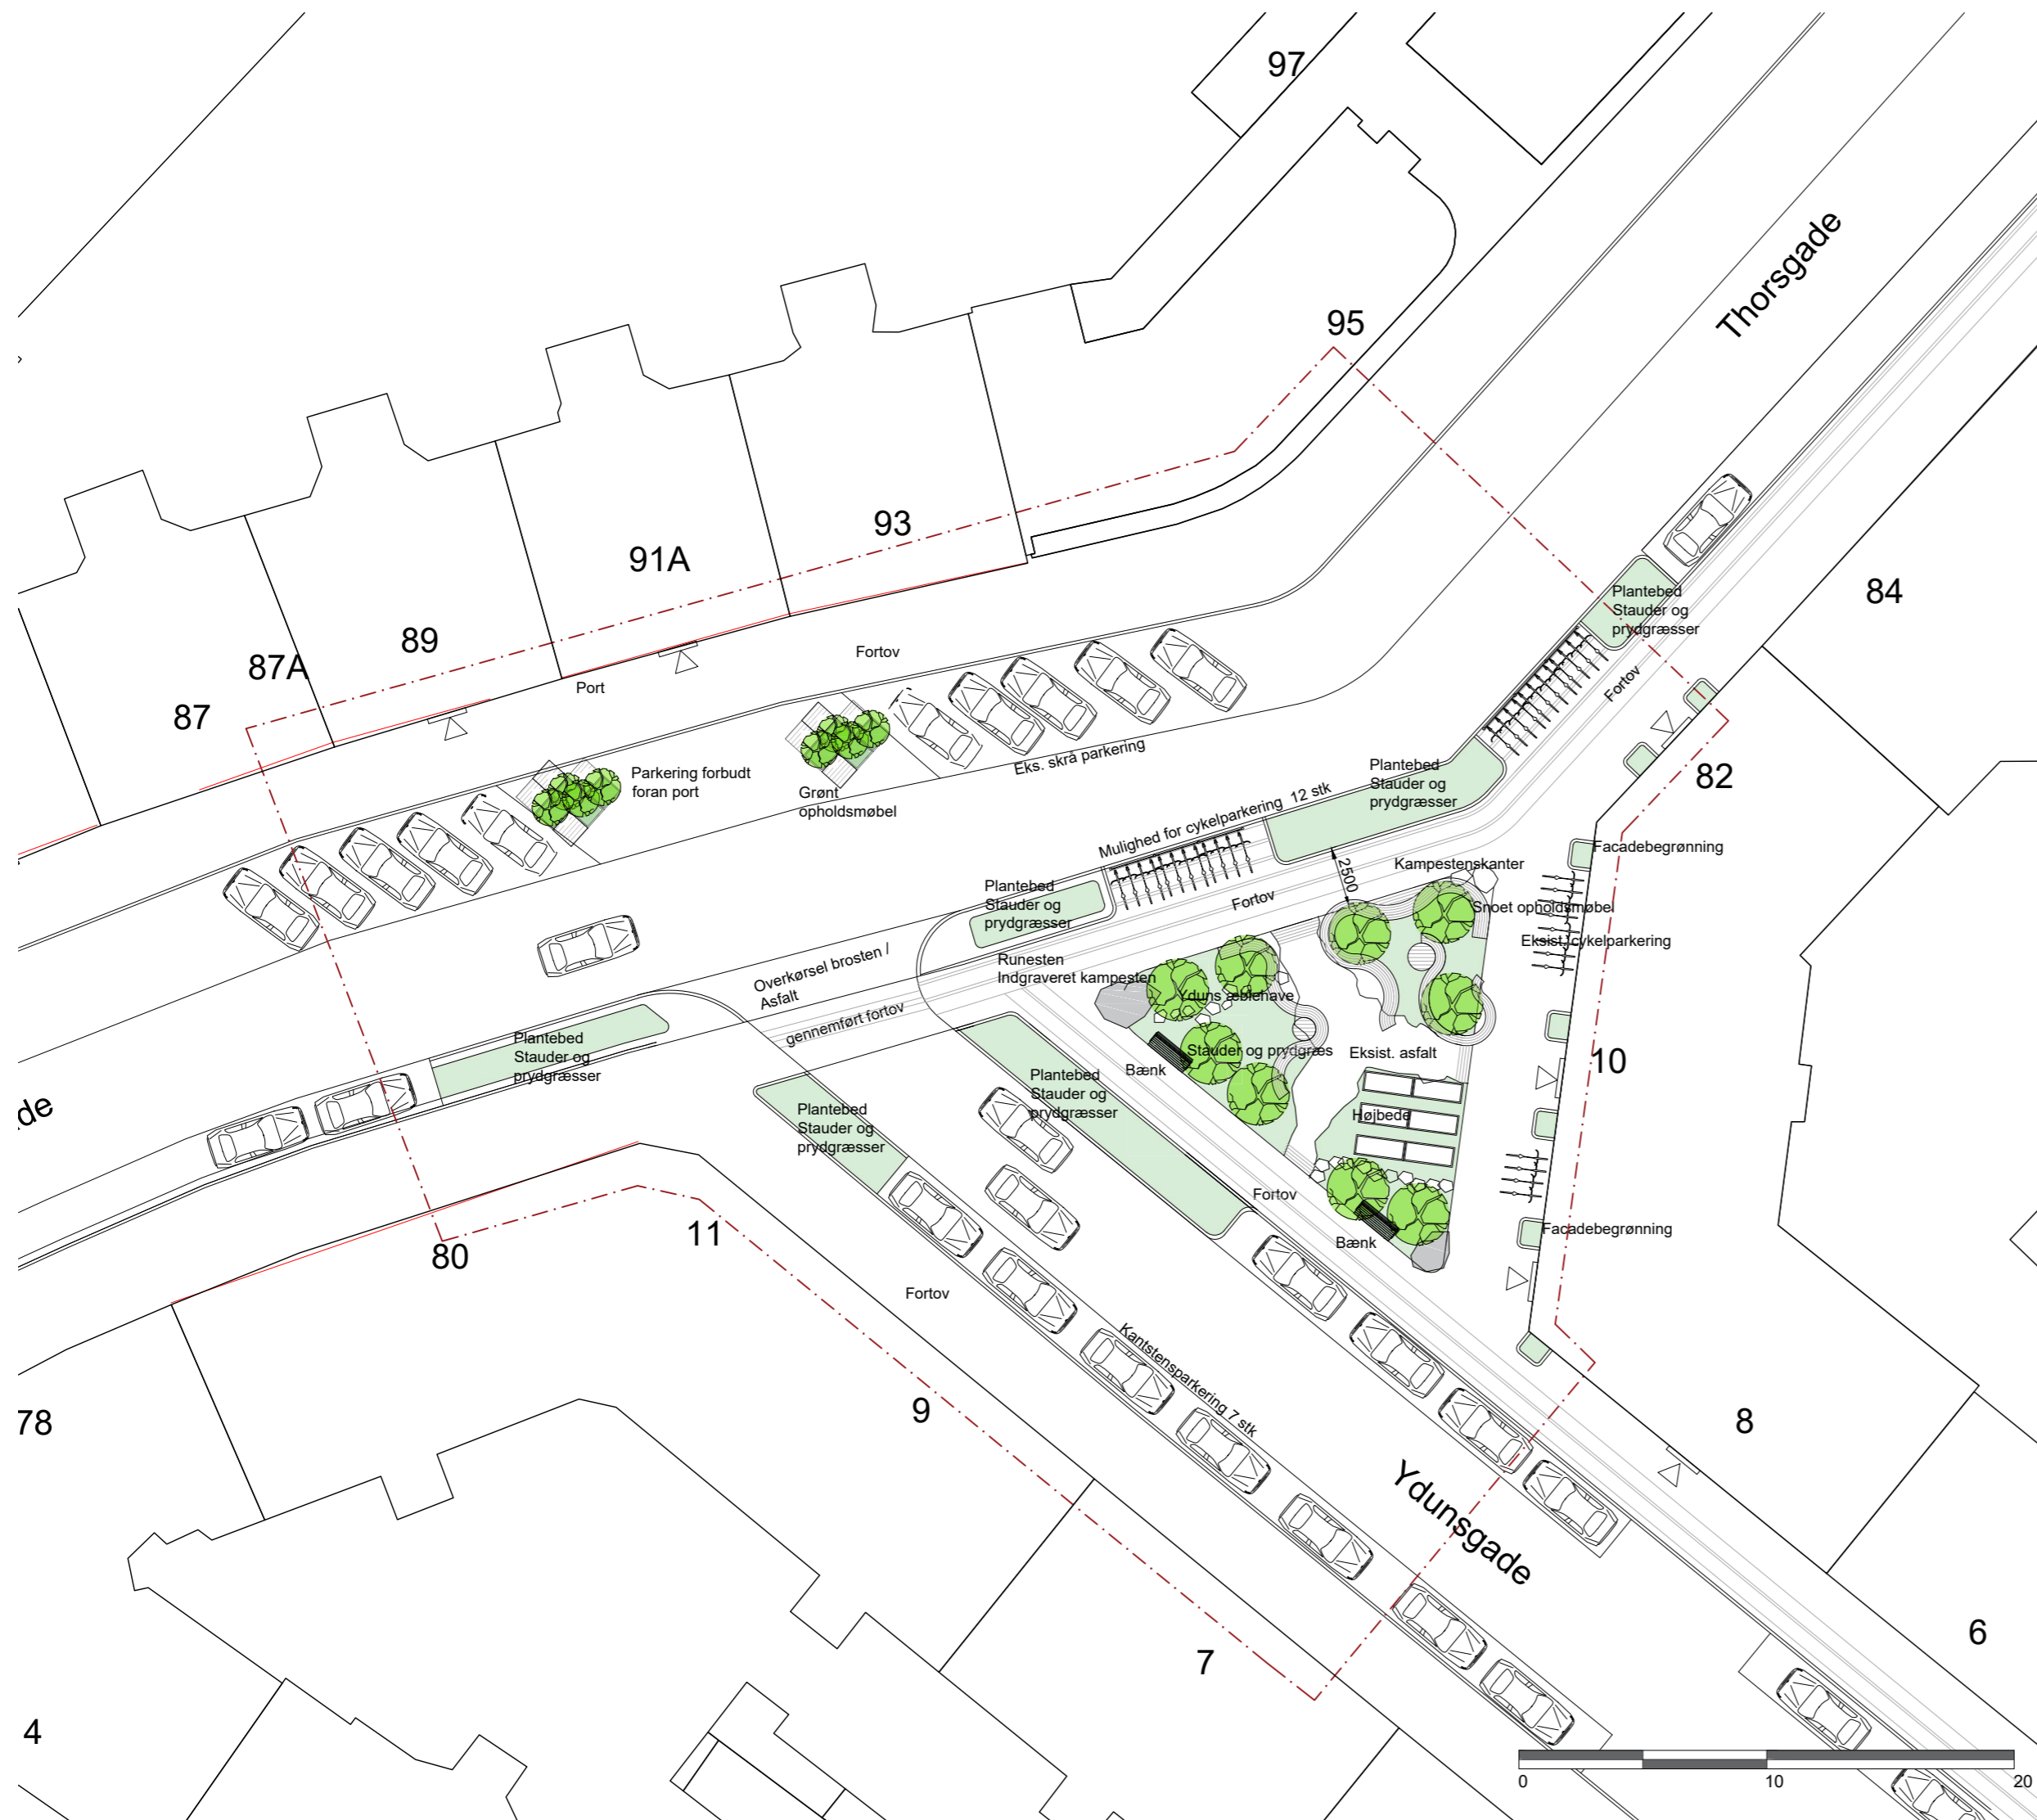 97
Thorsgade
95
93
91A
89
87A
87
84
82
Plantebed
Stauder og
prydgræsser
Fortov
Fortov
Port
Eks. skrå parkering
Parkering forbudt
foran port
Grønt
opholdsmøbel
Plantebed
Stauder og
prydgræsser
Mulighed for cykelparkering 12 stk
Kampestenskanter
Facadebegrønning
2500
Plantebed
Stauder og
prydgræsser
Fortov
Snoet opholdsmøbel
Eksist. cykelparkering
Overkørsel brosten /
Asfalt
Runesten
Indgraveret kampesten
Yduns æblehave
gennemført fortov
Plantebed
Stauder og
prydgræsser
Stauder og prydgræs
Eksist. asfalt
10
Bænk
Plantebed
Stauder og
prydgræsser
Plantebed
Stauder og
prydgræsser
Højbede
de
Fortov
Bænk
Facadebegrønning
11
80
Fortov
Kantstensparkering 7 stk
78
9
8
Ydunsgade
7
6
4
0
10
20